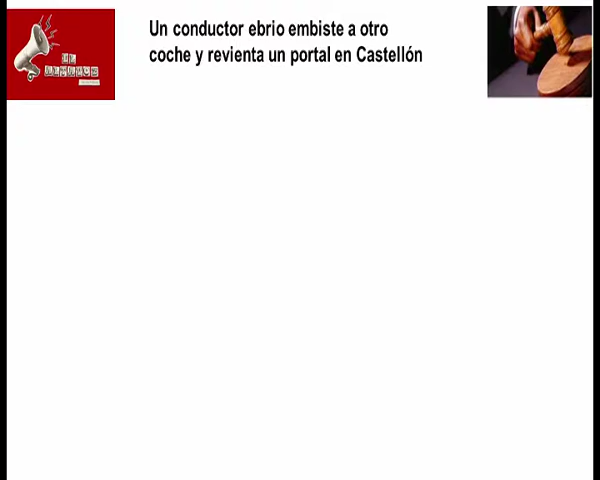 Un conductor ebrio embiste a otro
coche y revienta un portal en Castellón